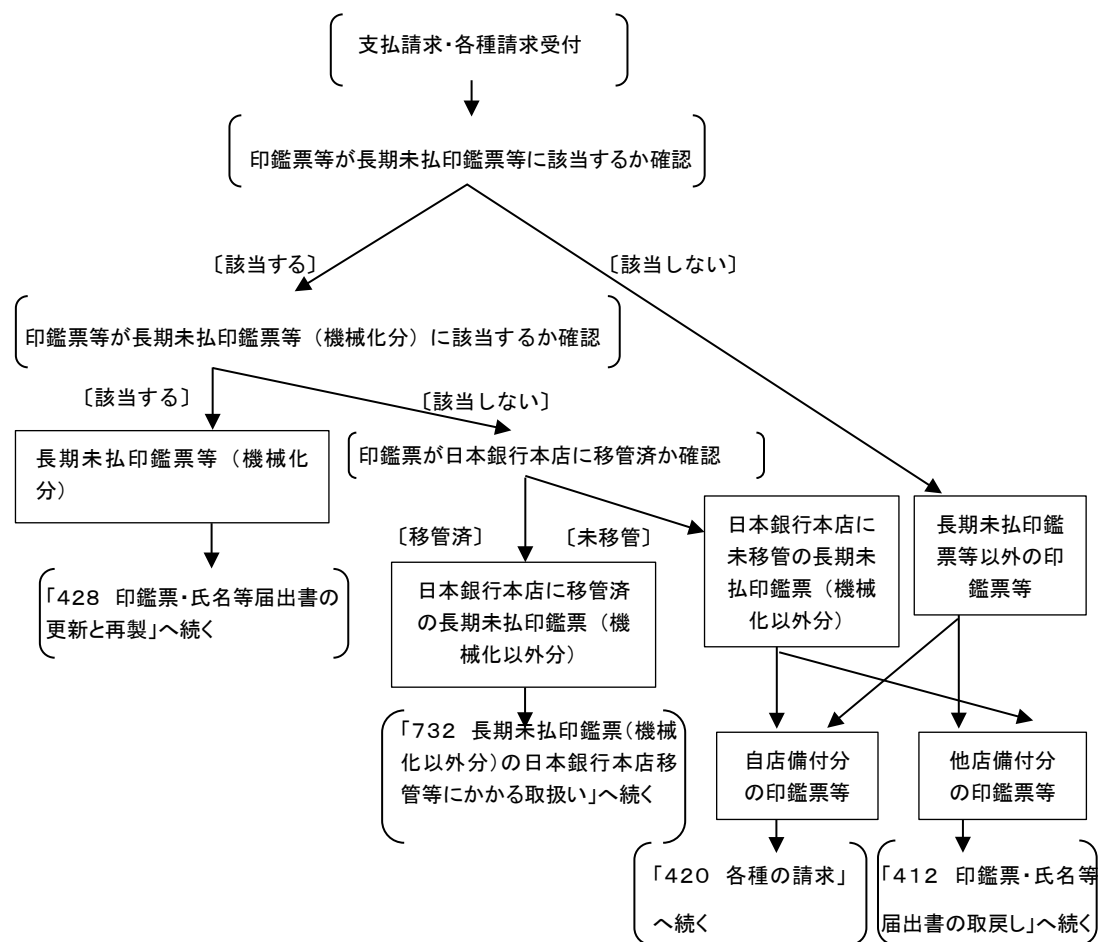 支払請求・各種請求受付
印鑑票等が長期未払印鑑票等に該当するか確認
〔該当する〕
〔該当しない〕
印鑑票等が長期未払印鑑票等（機械化分）に該当するか確認
〔該当する〕
〔該当しない〕
長期未払印鑑票等（機械化
分）
印鑑票が日本銀行本店に移管済か確認
〔移管済〕
〔未移管〕
日本銀行本店に
未移管の長期未
払印鑑票（機械
化以外分）
長期未払印鑑
票等以外の印
鑑票等
「428 印鑑票・氏名等届出書の
更新と再製」へ続く
日本銀行本店に移管済
の長期未払印鑑票（機
械化以外分）
「732 長期未払印鑑票（機械
化以外分）の日本銀行本店移
管等にかかる取扱い」へ続く
自店備付分
の印鑑票等
他店備付分
の印鑑票等
「420 各種の請求」
へ続く
「412 印鑑票・氏名等
届出書の取戻し」へ続く